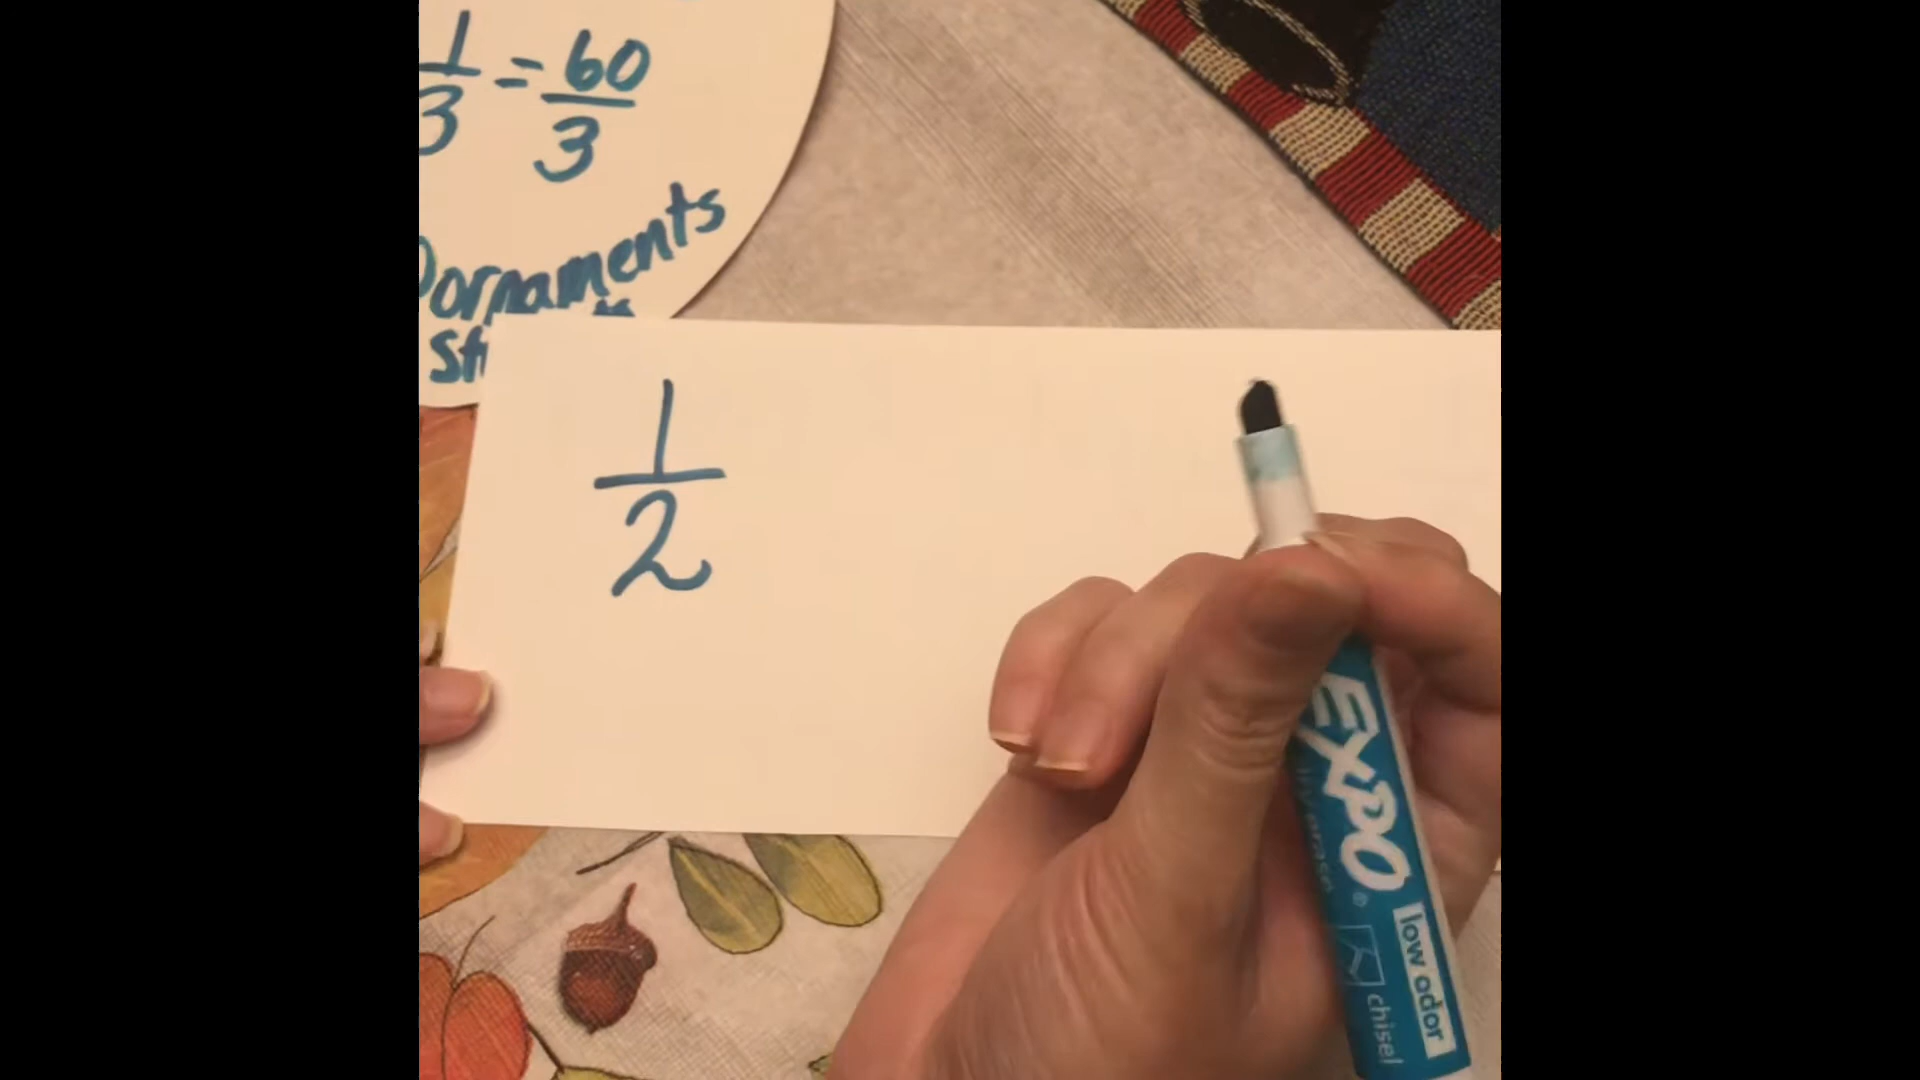 1/3 = 60/3
ornaments
1/2
EXPO®
low odor
chisel